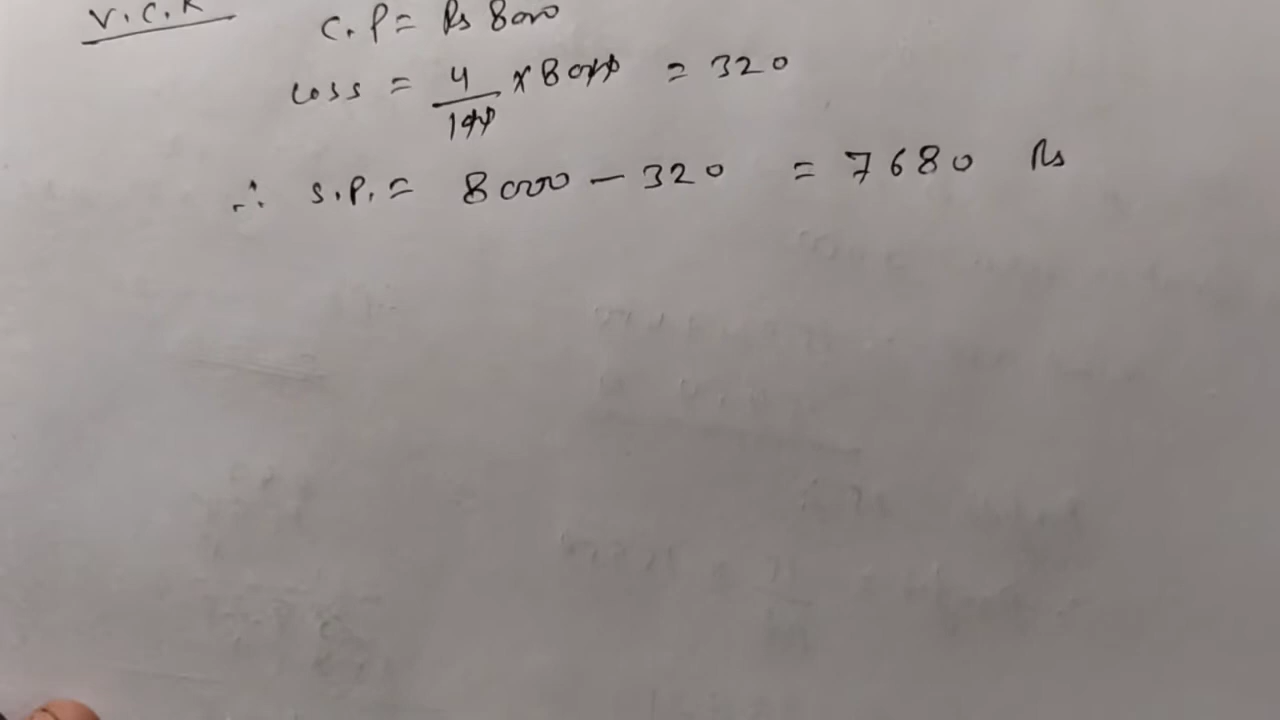 V.C.R C.P = Rs 8000
Loss = 4/100 × 8000 = 320
∴ S.P. = 8000 - 320 = 7680 Rs